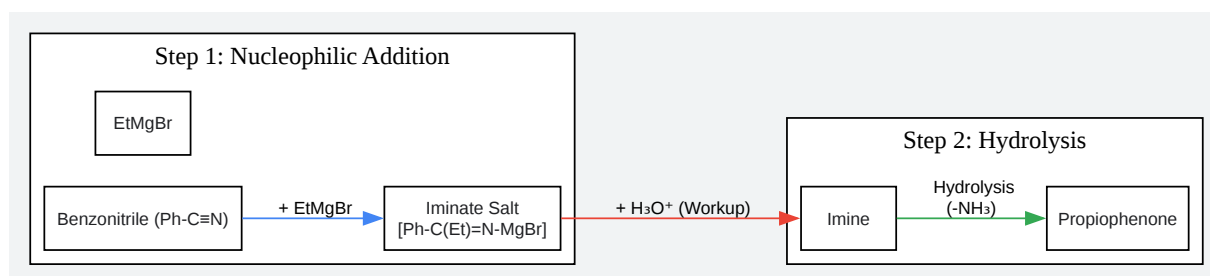 Step 1: Nucleophilic Addition
EtMgBr
Benzonitrile (Ph-C≡N)
+ EtMgBr
Iminate Salt
[Ph-C(Et)=N-MgBr]
+ H₃O⁺ (Workup)
Step 2: Hydrolysis
Imine
Hydrolysis
(-NH₃)
Propiophenone